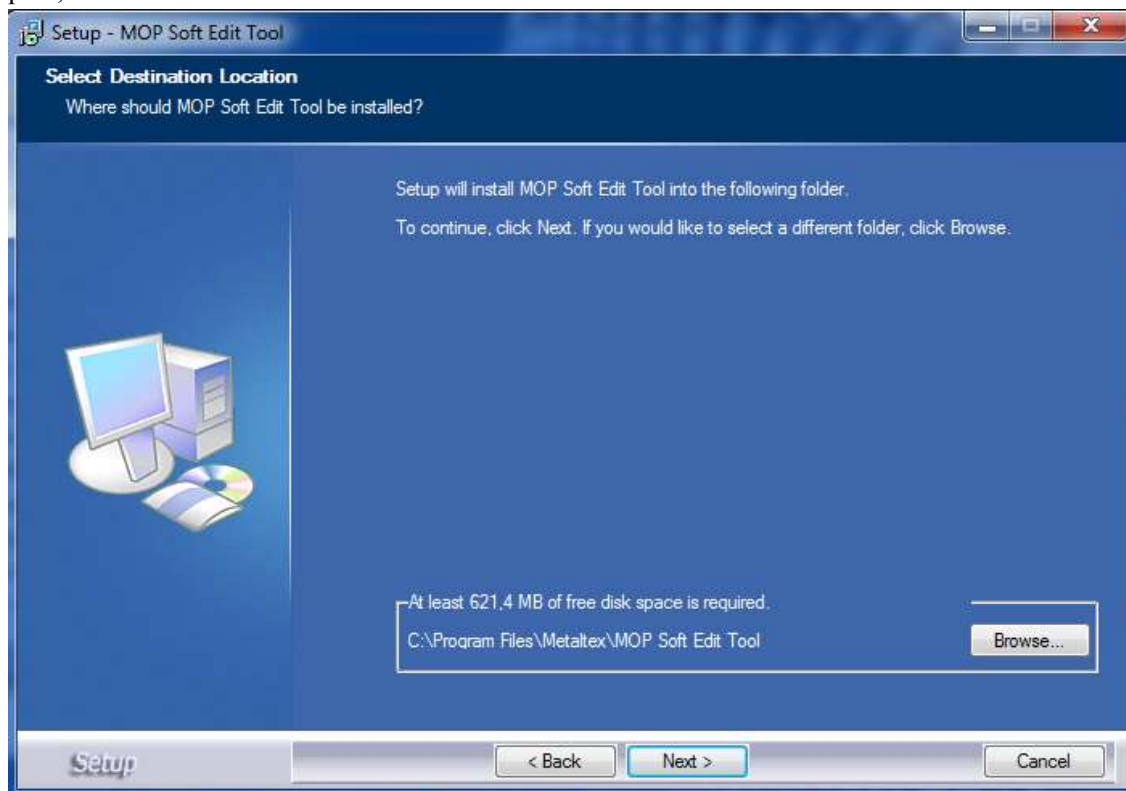 Setup - MOP Soft Edit Tool
Select Destination Location
Where should MOP Soft Edit Tool be installed?
Setup will install MOP Soft Edit Tool into the following folder.
To continue, click Next. If you would like to select a different folder, click Browse.
At least 621,4 MB of free disk space is required.
C:\Program Files\Metaltex\MOP Soft Edit Tool
Browse...
Setup
< Back
Next >
Cancel